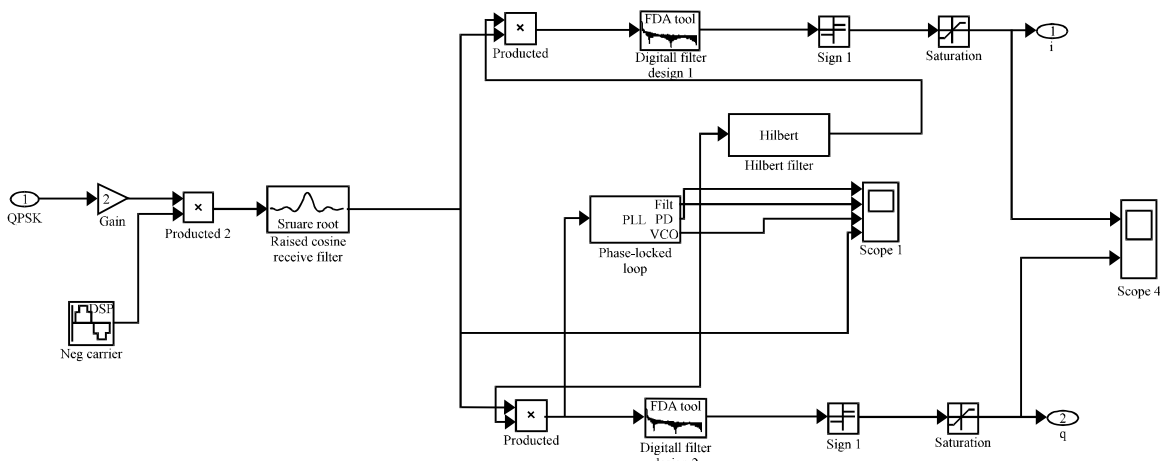 ×
Producted
FDA tool
Digitall filter
design 1
Sign 1
Saturation
1
i
Hilbert
Hilbert filter
1
QPSK
2
Gain
×
Producted 2
Sruare root
Raised cosine
receive filter
Filt
PLL PD
VCO
Phase-locked
loop
Scope 1
Scope 4
DSP
Neg carrier
×
Producted
FDA tool
Digitall filter
Sign 1
Saturation
2
q